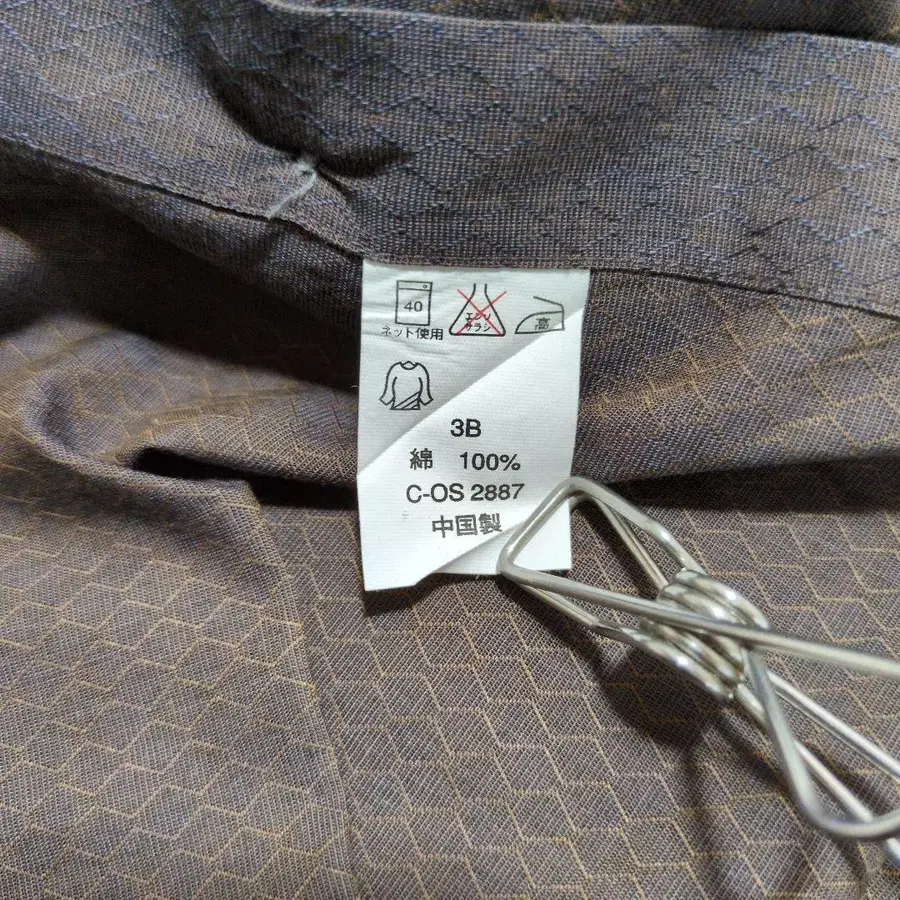 40
ネット使用
エンソ
サラシ
高
3B
綿 100%
C-OS 2887
中国製